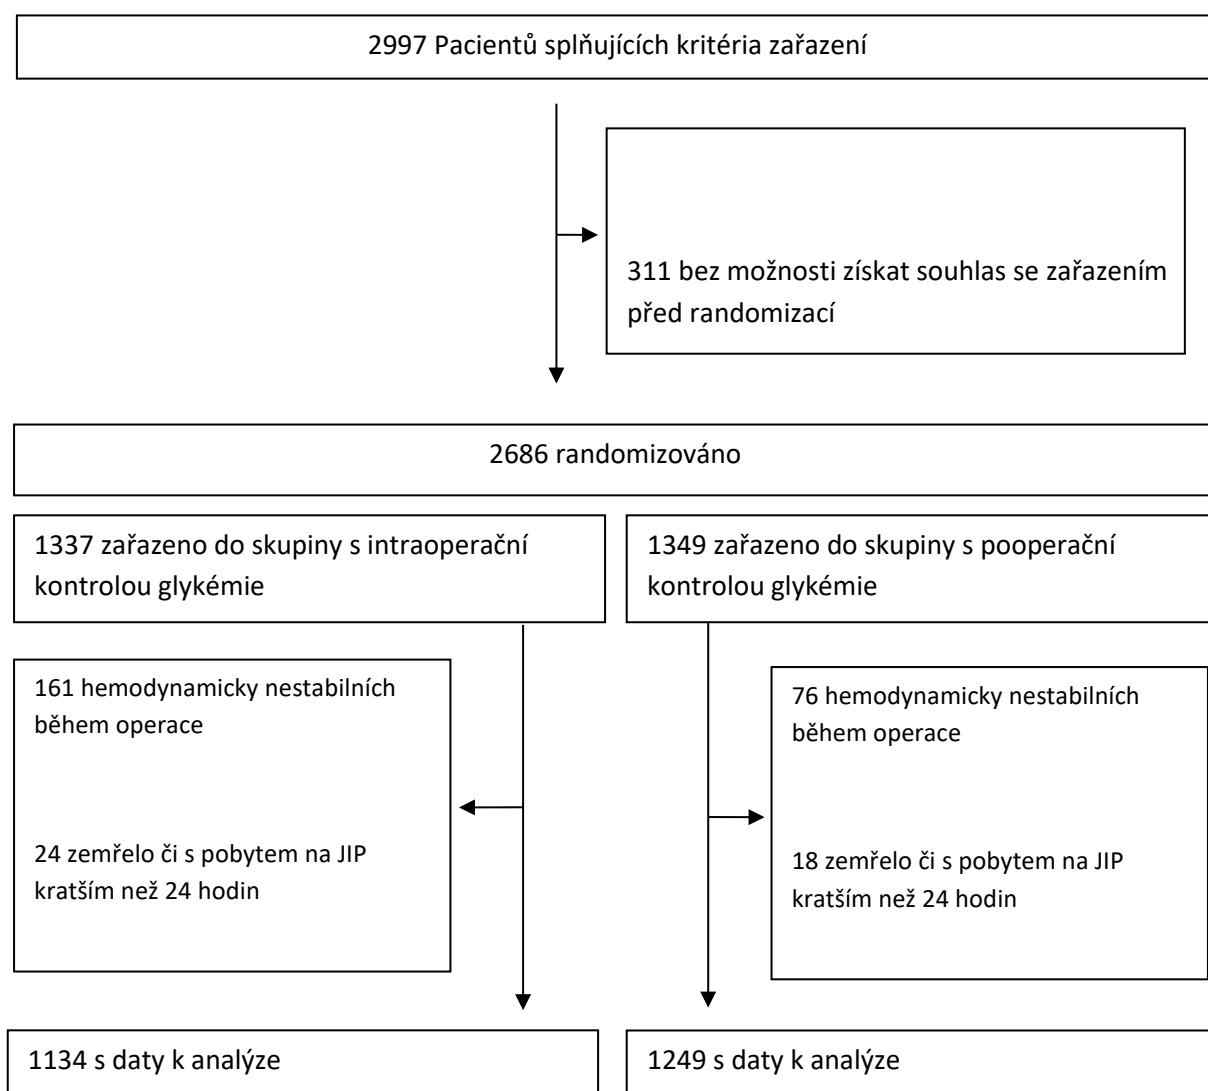 2997 Pacientů splňujících kritéria zařazení
311 bez možnosti získat souhlas se zařazením
před randomizací
2686 randomizováno
1337 zařazeno do skupiny s intraoperační
kontrolou glykémie
1349 zařazeno do skupiny s pooperační
kontrolou glykémie
161 hemodynamicky nestabilních
během operace
24 zemřelo či s pobytem na JIP
kratším než 24 hodin
76 hemodynamicky nestabilních
během operace
18 zemřelo či s pobytem na JIP
kratším než 24 hodin
1134 s daty k analýze
1249 s daty k analýze